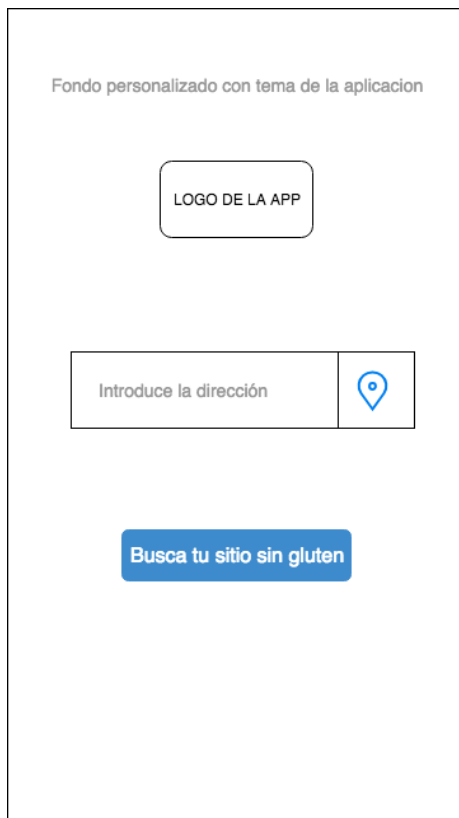 Fondo personalizado con tema de la aplicacion
LOGO DE LA APP
Introduce la dirección
Busca tu sitio sin gluten